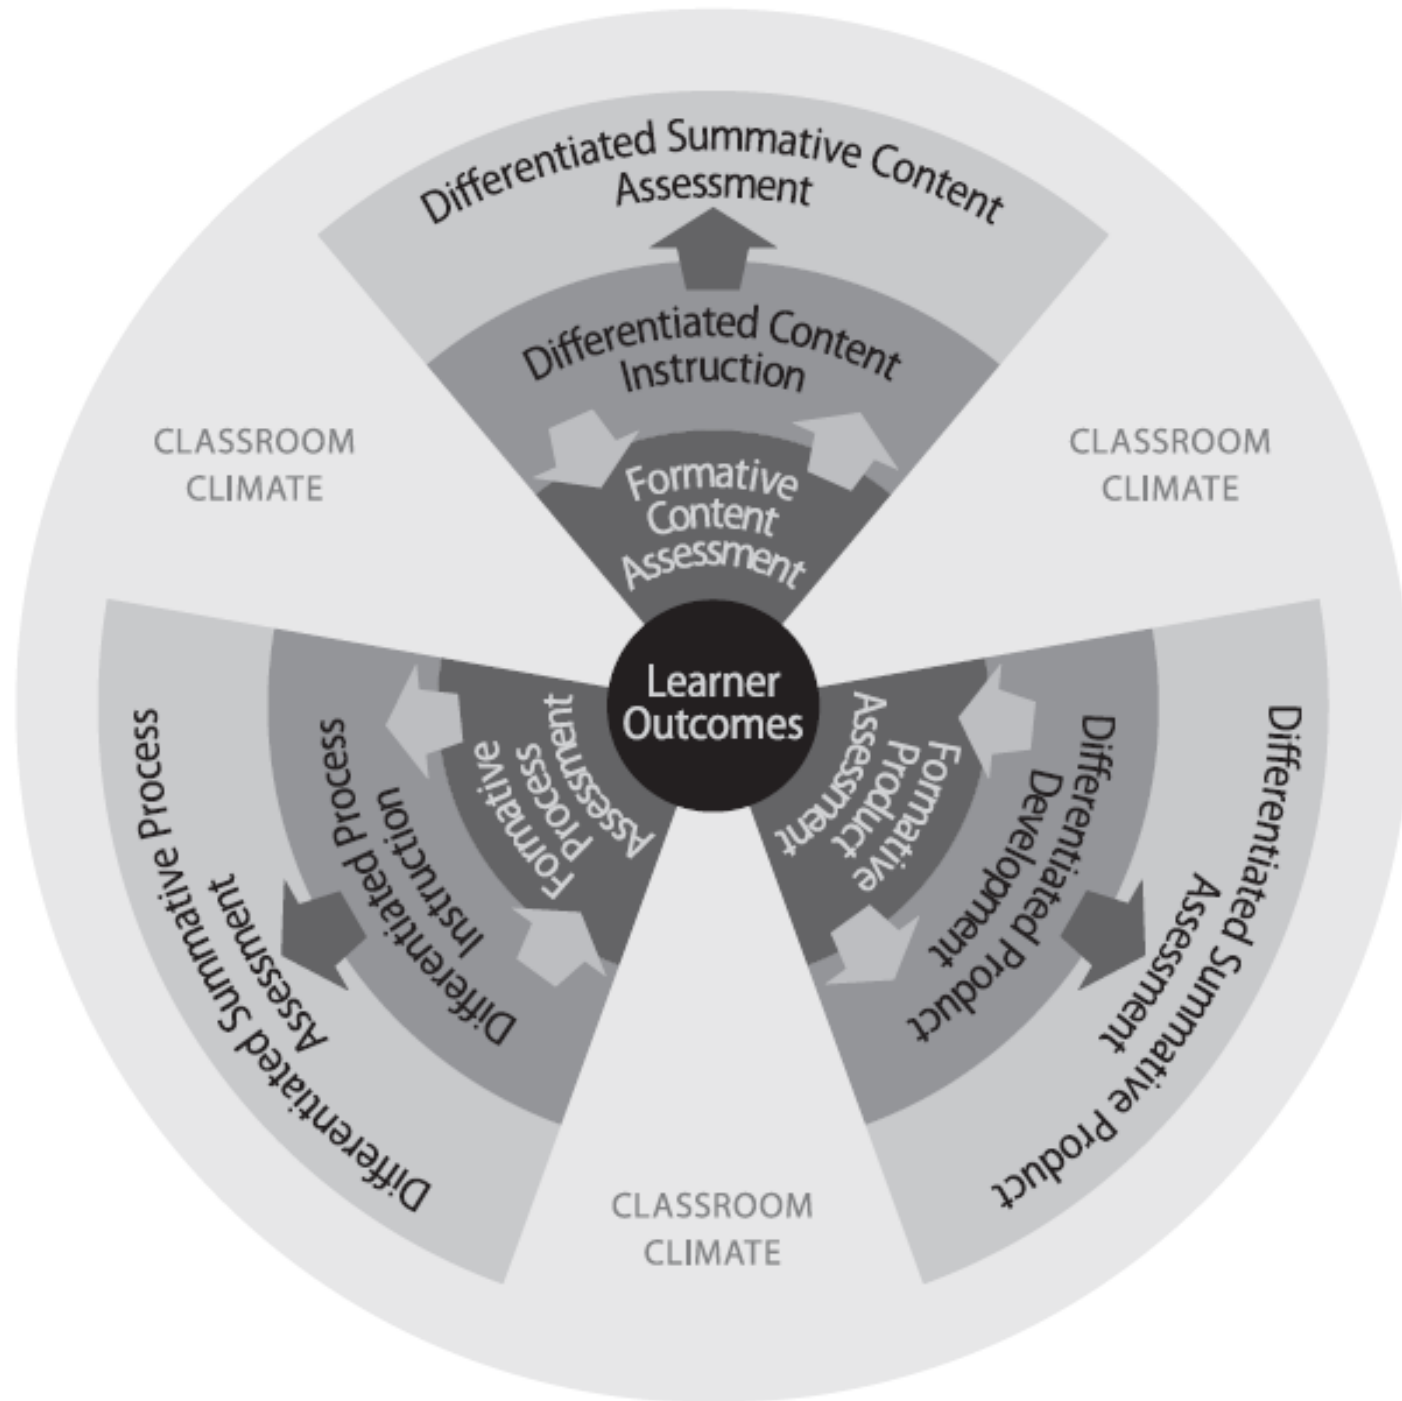 Differentiated Summative Content
Assessment
Differentiated Content
Instruction
Formative
Content
Assessment
CLASSROOM
CLIMATE
CLASSROOM
CLIMATE
Learner
Outcomes
Differentiated Summative Process
Assessment
Differentiated Process
Instruction
Formative
Process
Assessment
Formative
Product
Assessment
Differentiated Product
Development
Differentiated Summative Product
Assessment
CLASSROOM
CLIMATE